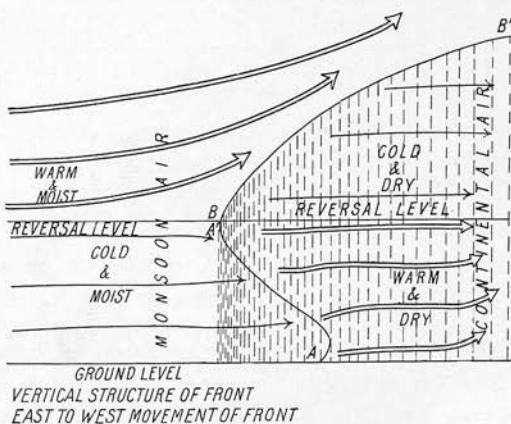 B'
WARM
&
MOIST
MONSOON AIR
COLD
&
DRY
CONTINENTAL AIR
B
REVERSAL LEVEL
REVERSAL LEVEL
A'
COLD
&
MOIST
WARM
&
DRY
A
GROUND LEVEL
VERTICAL STRUCTURE OF FRONT
EAST TO WEST MOVEMENT OF FRONT